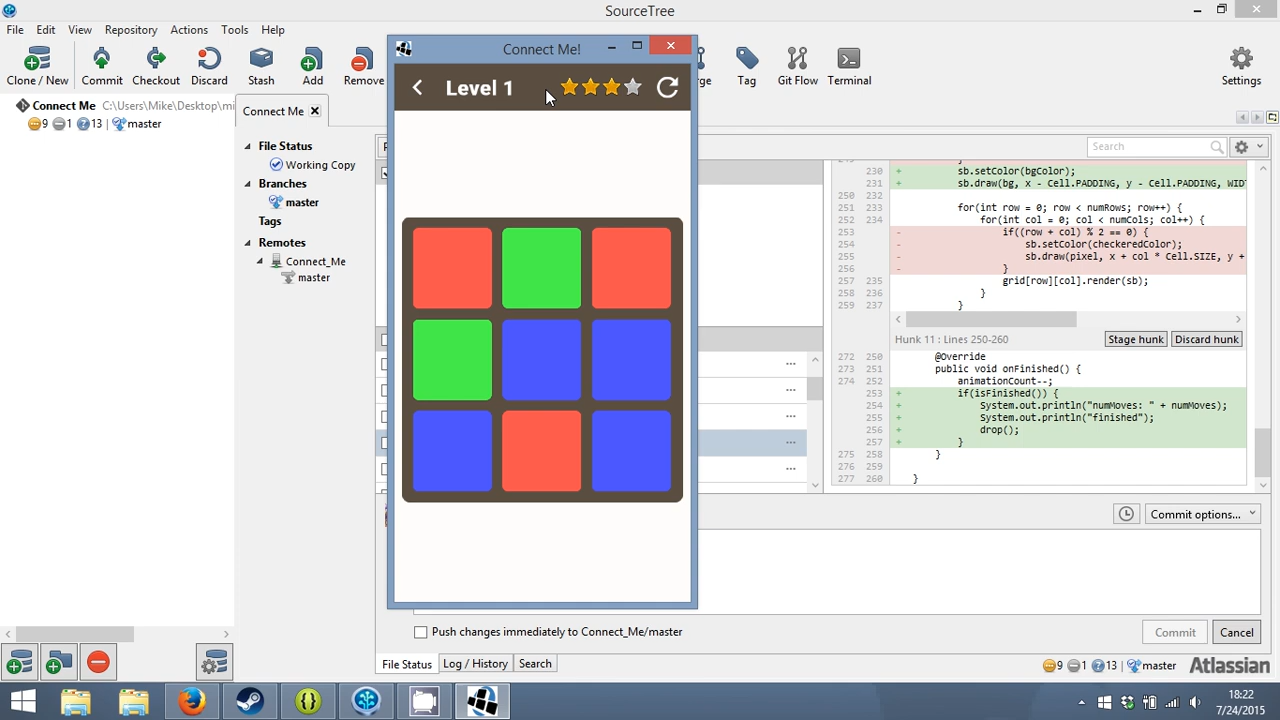 SourceTree
File Edit View Repository Actions Tools Help
Clone / New Commit Checkout Discard Stash Add Remove Tag Git Flow Terminal Settings
Connect Me!
Level 1
Connect Me C:\Users\Mike\Desktop\mi
9 1 13 | master
Connect Me
File Status
Working Copy
Branches
master
Tags
Remotes
Connect_Me
master
Search
230 + sb.setColor(bgColor);
231 + sb.draw(bg, x - Cell.PADDING, y - Cell.PADDING, WID
250 232
251 233 for(int row = 0; row < numRows; row++) {
252 234 for(int col = 0; col < numCols; col++) {
253 - if((row + col) % 2 == 0) {
254 - sb.setColor(checkeredColor);
255 - sb.draw(pixel, x + col * Cell.SIZE, y +
256 - }
257 235 grid[row][col].render(sb);
258 236 }
259 237 }
Hunk 11 : Lines 250-260
Stage hunk Discard hunk
272 250 @Override
273 251 public void onFinished() {
274 252 animationCount--;
253 + if(isFinished()) {
254 + System.out.println("numMoves: " + numMoves);
255 + System.out.println("finished");
256 + drop();
257 + }
275 258 }
276 259
277 260 }
Commit options...
Push changes immediately to Connect_Me/master
Commit Cancel
File Status Log / History Search
9 1 13 master Atlassian
18:22
7/24/2015